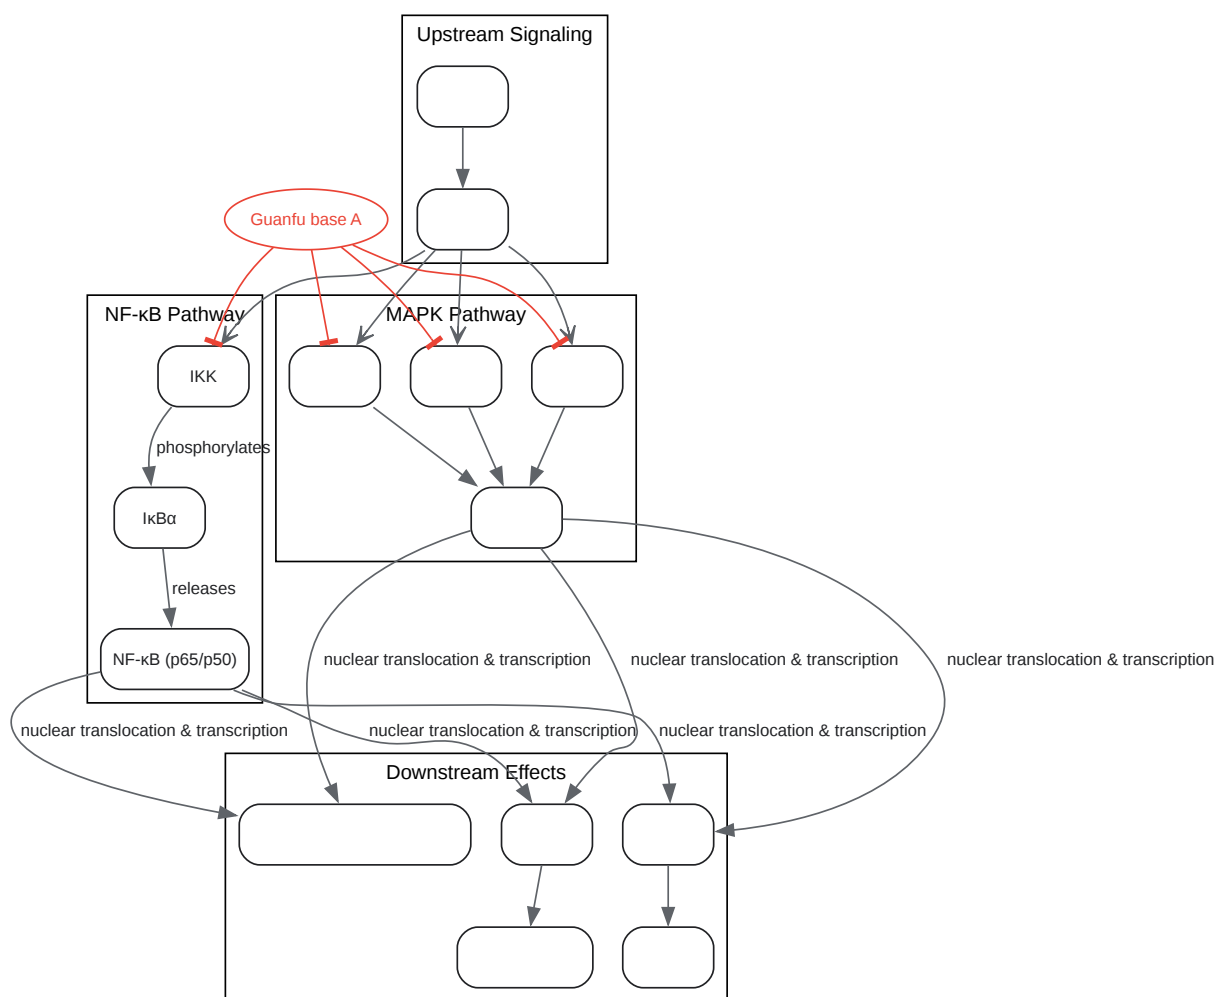 Upstream Signaling
Guanfu base A
NF-κB Pathway
MAPK Pathway
IKK
phosphorylates
IκBα
releases
NF-κB (p65/p50)
nuclear translocation & transcription
nuclear translocation & transcription
nuclear translocation & transcription
nuclear translocation & transcription
nuclear translocation & transcription
nuclear translocation & transcription
Downstream Effects